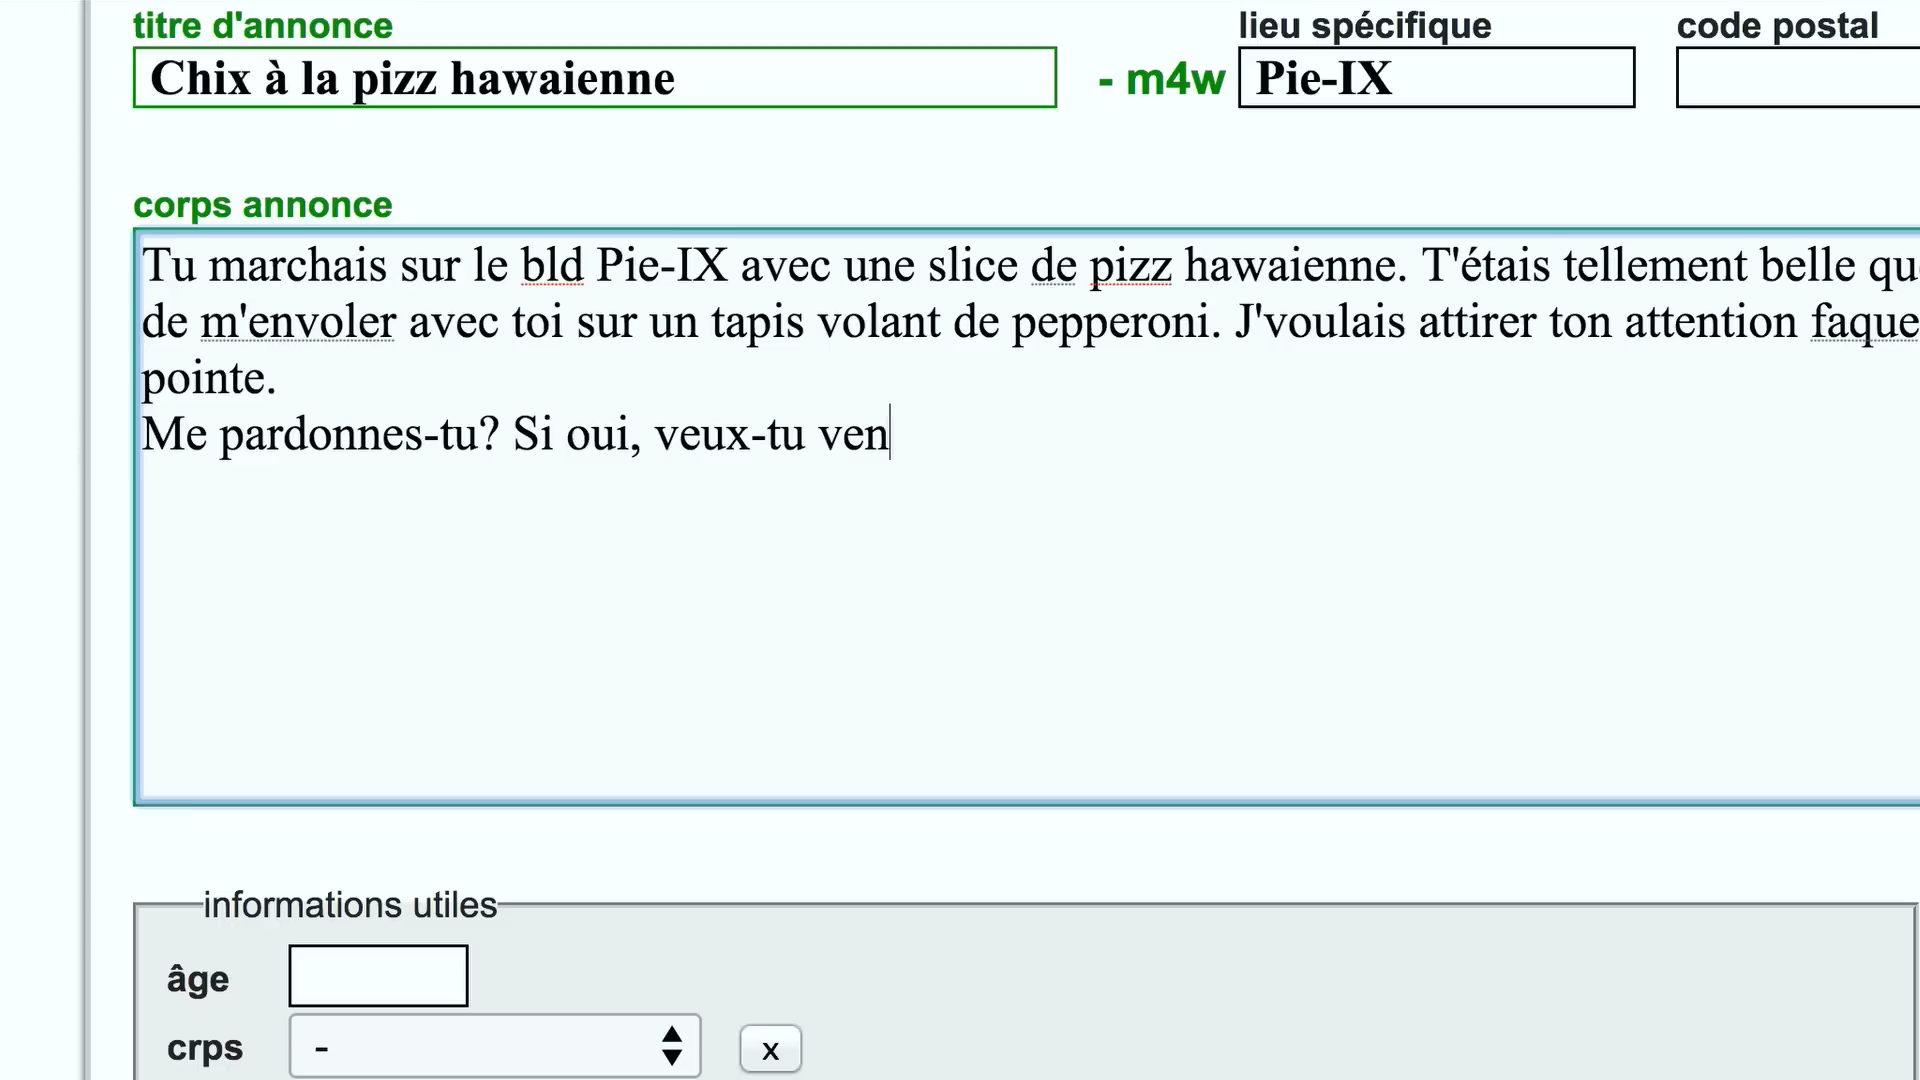 titre d'annonce
lieu spécifique
code postal
Chix à la pizz hawaienne
- m4w
Pie-IX
corps annonce
Tu marchais sur le bld Pie-IX avec une slice de pizz hawaienne. T'étais tellement belle qu
de m'envoler avec toi sur un tapis volant de pepperoni. J'voulais attirer ton attention faque
pointe.
Me pardonnes-tu? Si oui, veux-tu ven
informations utiles
âge
crps
-
x